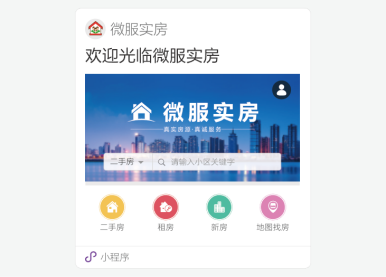 微服实房
欢迎光临微服实房
微服实房
真实房源·真诚服务
二手房 请输入小区关键字
二手房 租房 新房 地图找房
小程序